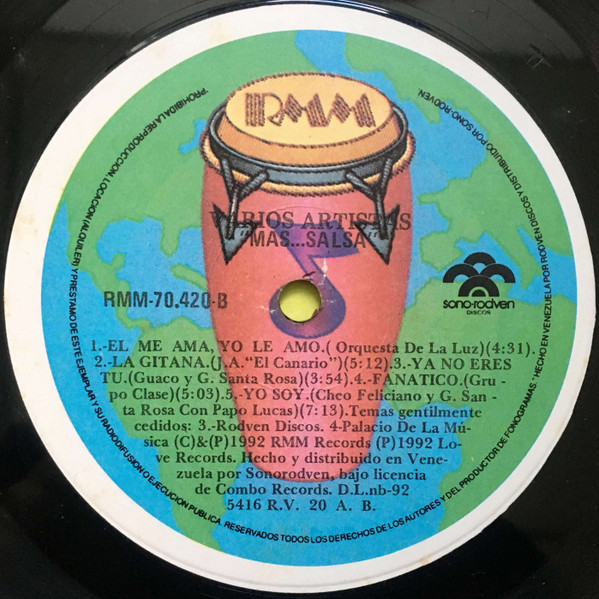 RMM
VARIOS ARTISTAS
"MAS...SALSA"
RMM-70.420-B
sono-rodven
DISCOS
1.-EL ME AMA, YO LE AMO.( Orquesta De La Luz)(4:31).
2.-LA GITANA.(J.A."El Canario")(5:12).3.-YA NO ERES
TU.(Guaco y G. Santa Rosa)(3:54).4.-FANATICO.(Gru-
po Clase)(5:03).5.-YO SOY.(Cheo Feliciano y G. San-
ta Rosa Con Papo Lucas)(7:13).Temas gentilmente
cedidos: 3.-Rodven Discos. 4-Palacio De La Mú-
sica (C)&(P)1992 RMM Records (P)1992 Lo-
ve Records. Hecho y distribuido en Vene-
zuela por Sonorodven, bajo licencia
de Combo Records. D.L.nb-92
5416 R.V. 20 A. B.
"PROHIBIDA LA REPRODUCCION, LOCACION (ALQUILER) Y PRESTAMO DE ESTE EJEMPLAR Y SU RADIODIFUSION O EJECUCION PUBLICA. RESERVADOS TODOS LOS DERECHOS DE LOS AUTORES Y DEL PRODUCTOR DE FONOGRAMAS". HECHO EN VENEZUELA POR RODVEN DISCOS Y DISTRIBUIDO POR SONO-RODVEN.